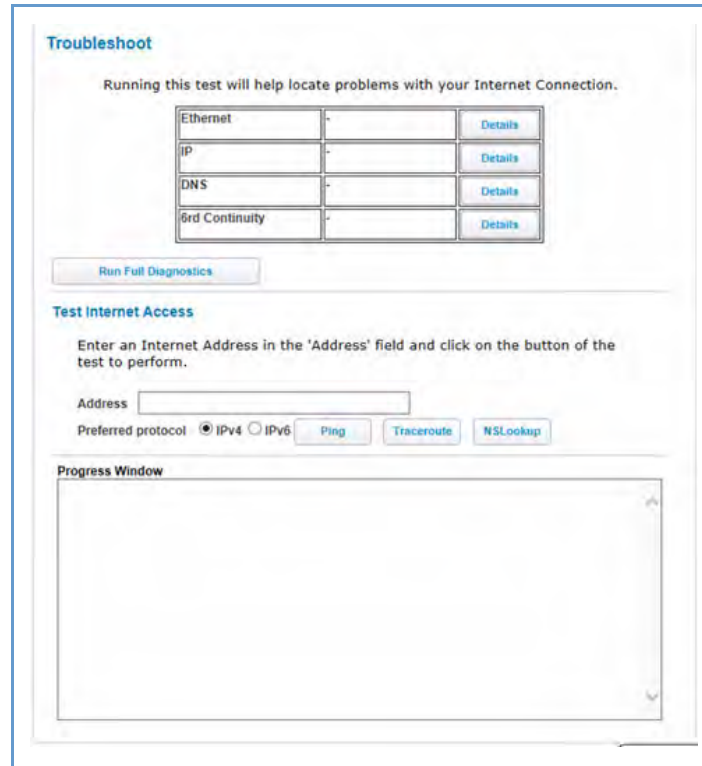 Troubleshoot
Running this test will help locate problems with your Internet Connection.
Ethernet - Details
IP - Details
DNS - Details
6rd Continuity - Details
Run Full Diagnostics
Test Internet Access
Enter an Internet Address in the 'Address' field and click on the button of the
test to perform.
Address
Preferred protocol IPv4 IPv6 Ping Traceroute NSLookup
Progress Window